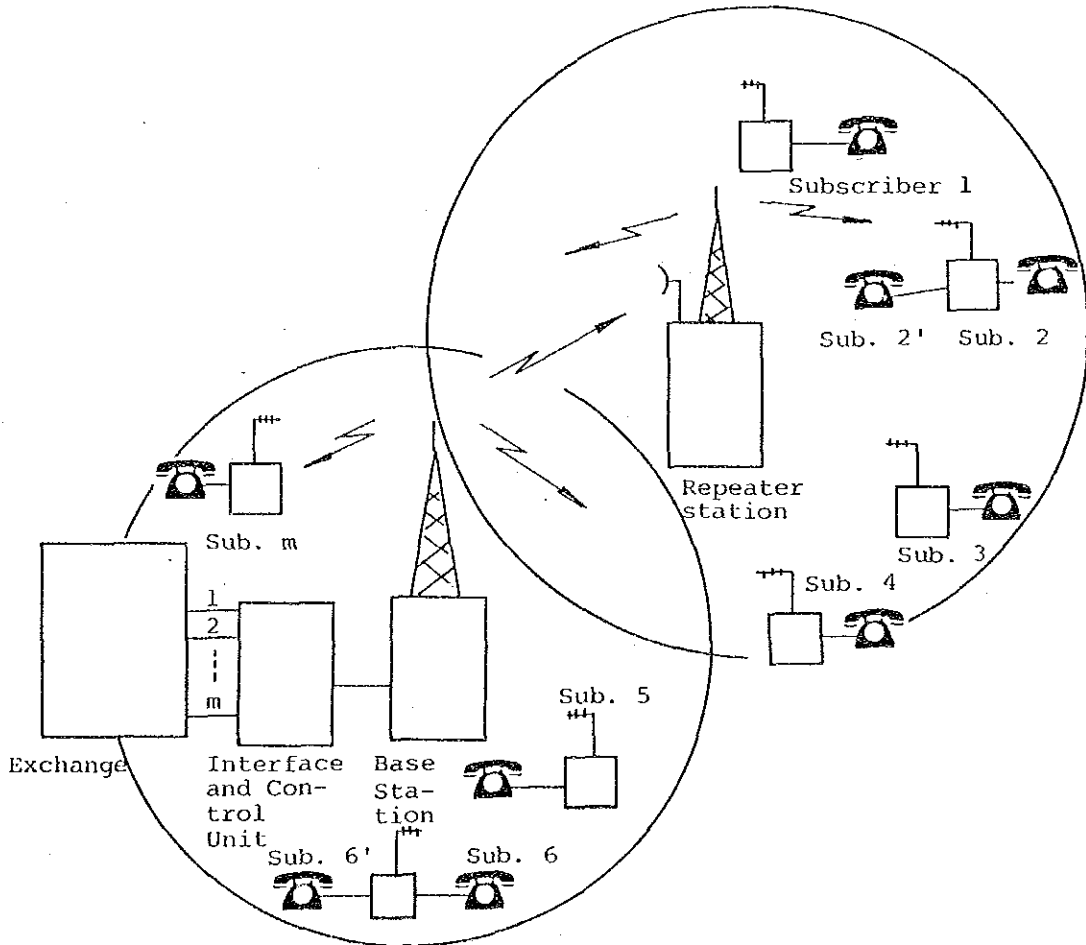 Subscriber 1
Sub. 2'
Sub. 2
Repeater
station
Sub. 3
Sub. 4
Sub. m
1
2
m
Exchange
Interface
and Con-
trol
Unit
Base
Sta-
tion
Sub. 5
Sub. 6'
Sub. 6